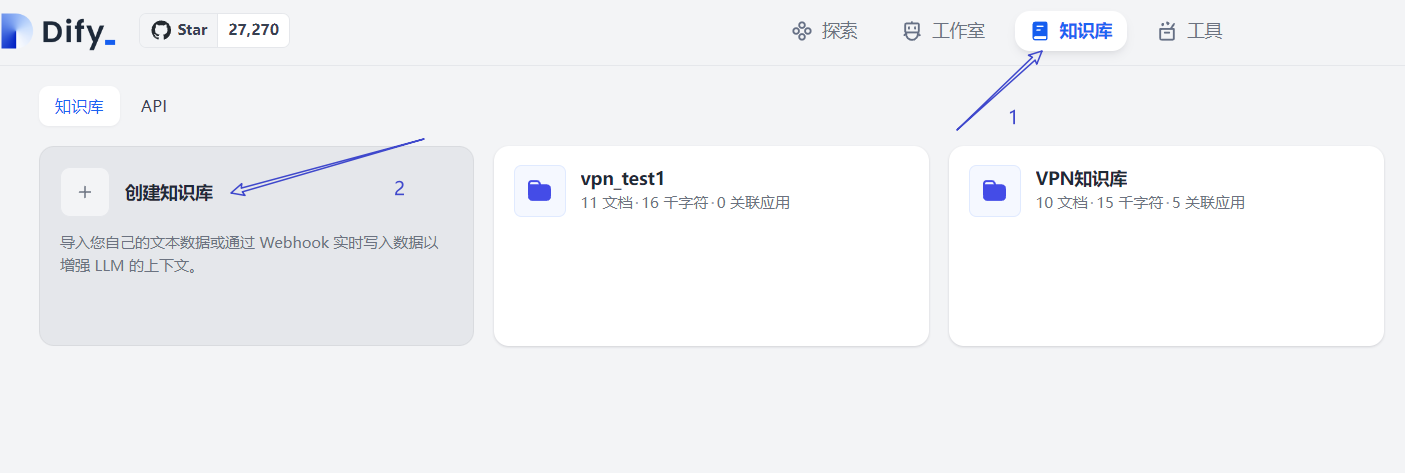 Dify_
Star 27,270
探索
工作室
知识库
工具
1
知识库
API
创建知识库
2
导入您自己的文本数据或通过 Webhook 实时写入数据以
增强 LLM 的上下文。
vpn_test1
11 文档·16 千字符·0 关联应用
VPN知识库
10 文档·15 千字符·5 关联应用